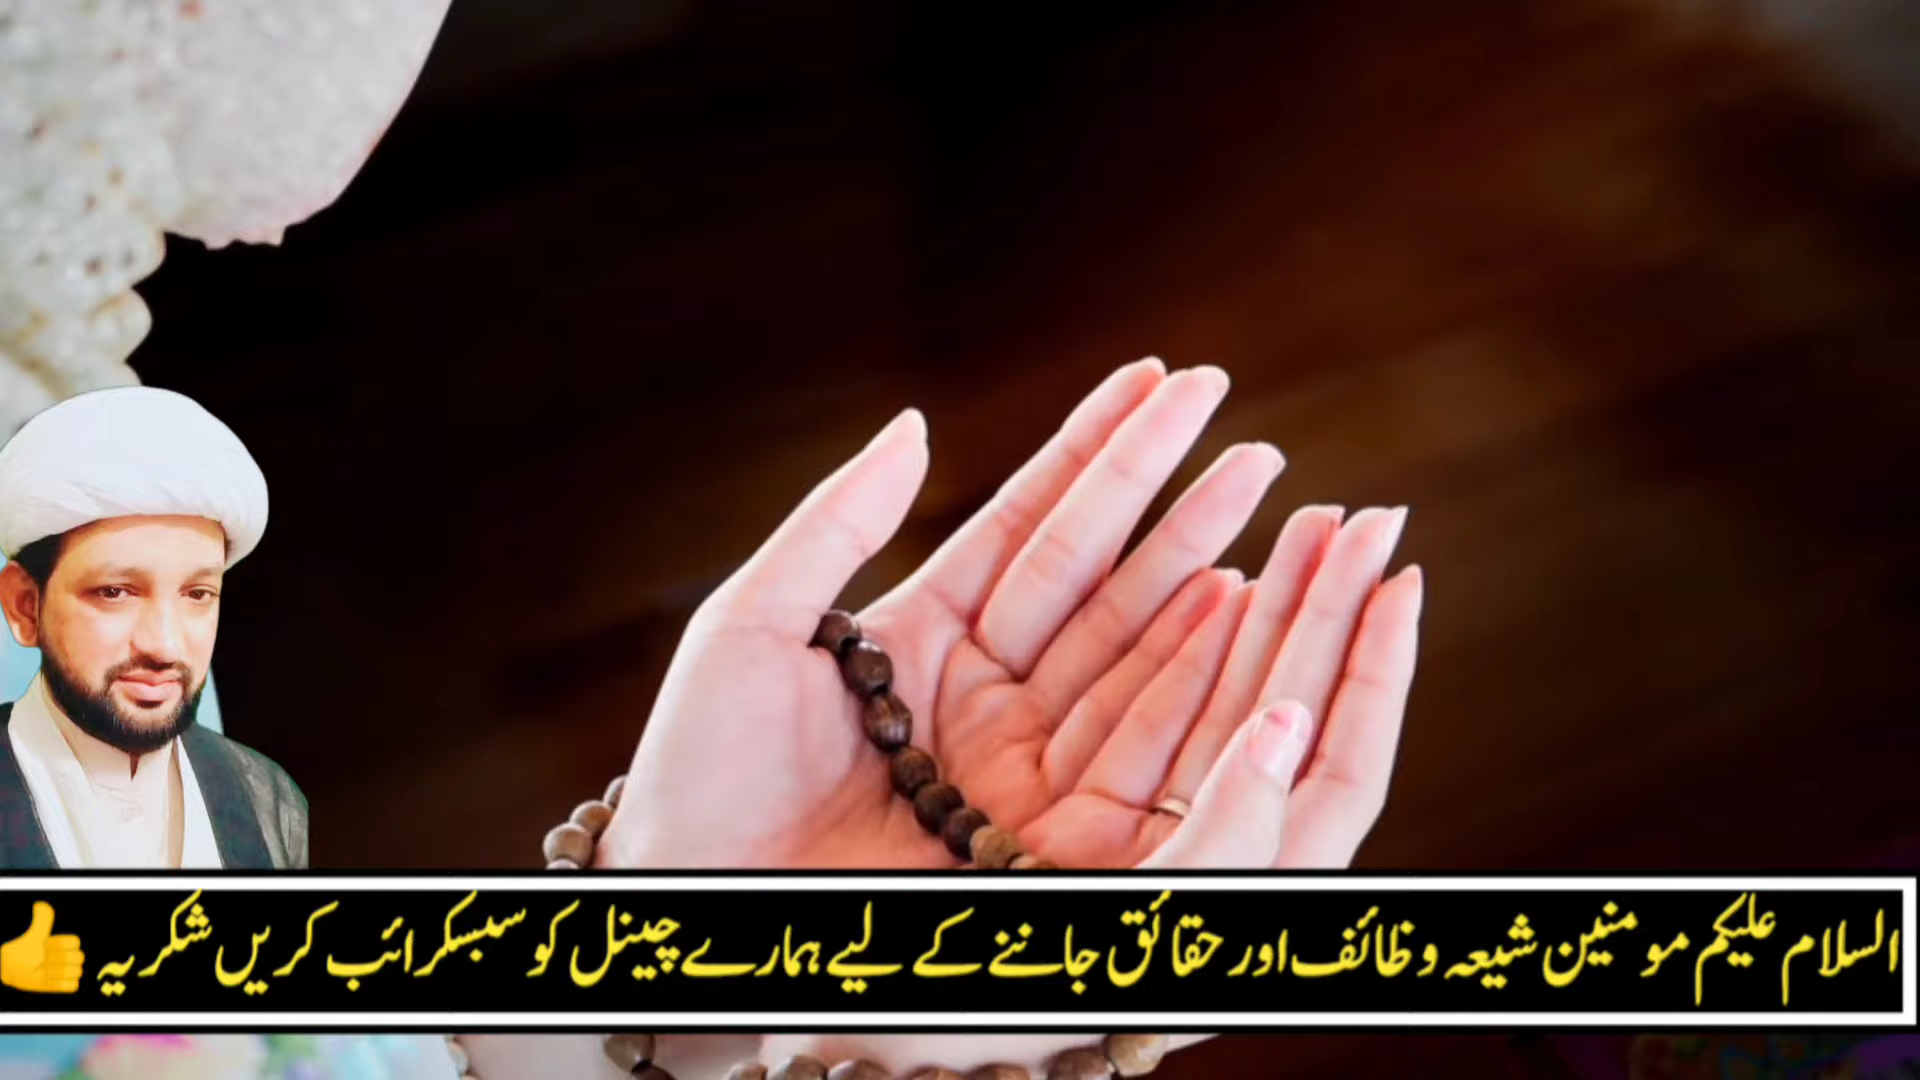 السلام علیکم مومنین شیعہ وظائف اور حقائق جاننے کے لیے ہمارے چینل کو سبسکرائب کریں شکریہ 👍